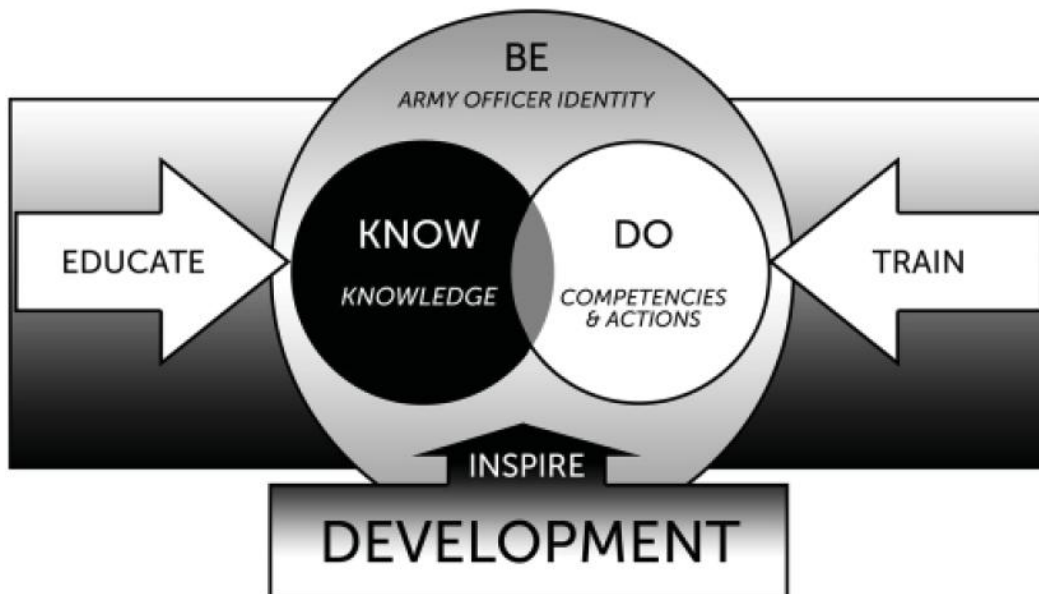 BE
ARMY OFFICER IDENTITY
EDUCATE
KNOW
KNOWLEDGE
DO
COMPETENCIES
& ACTIONS
TRAIN
INSPIRE
DEVELOPMENT